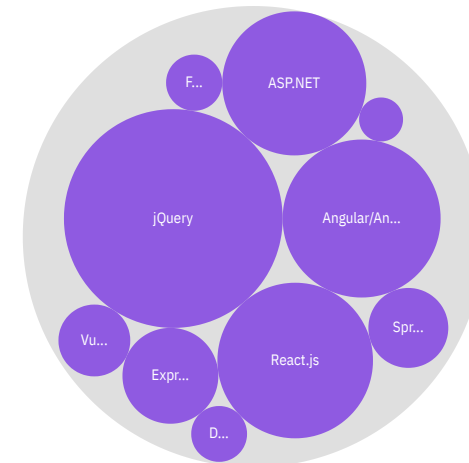 F...
ASP.NET
jQuery
Angular/An...
Spr...
Vu...
React.js
Expr...
D...